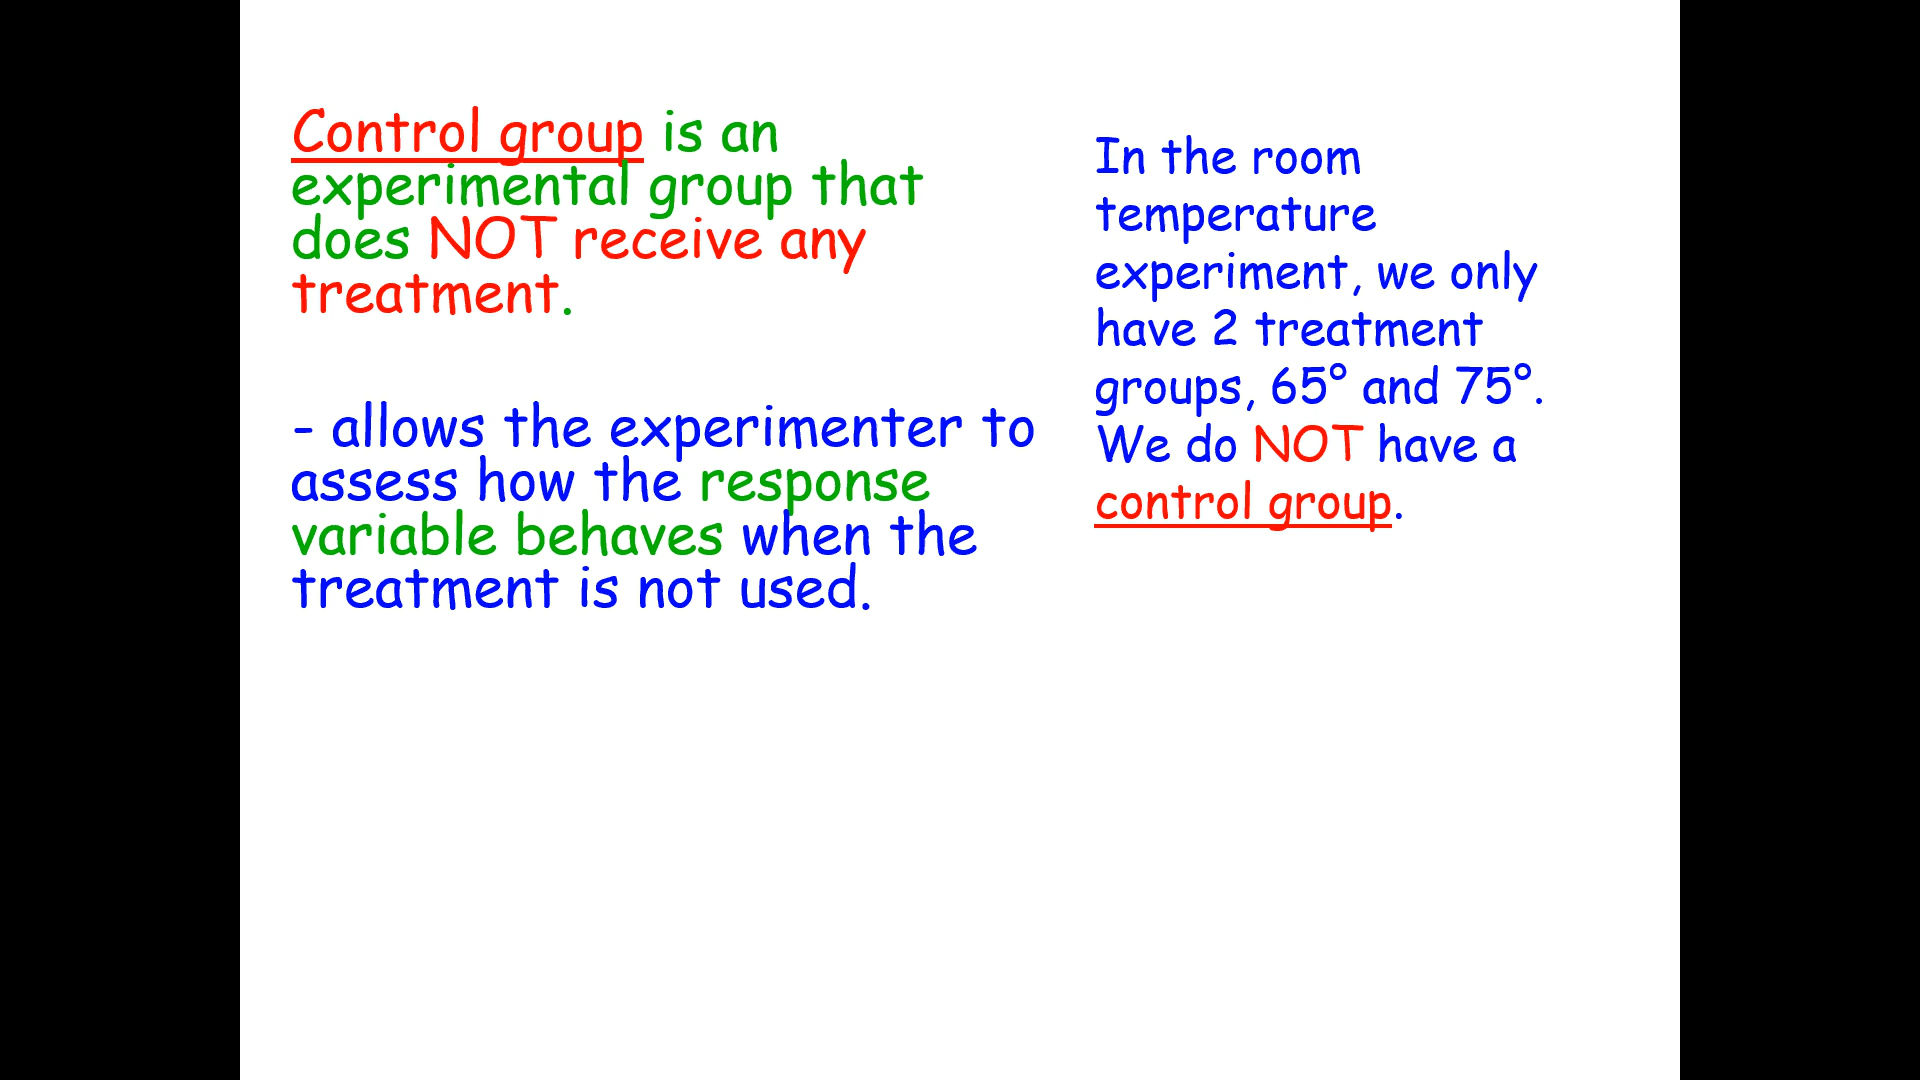 Control group is an
experimental group that
does NOT receive any
treatment.
- allows the experimenter to
assess how the response
variable behaves when the
treatment is not used.
In the room
temperature
experiment, we only
have 2 treatment
groups, 65° and 75°.
We do NOT have a
control group.